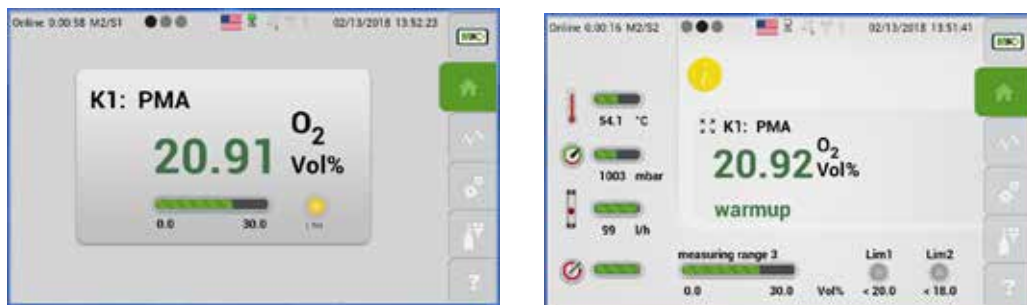 Online 0:00:58 M2/S1
02/13/2018 13:52:23
K1: PMA
O2
20.91 Vol%
0.0 30.0
Online 0:00:16 M2/S2
02/13/2018 13:51:41
i
54.1 °C
1003 mbar
59 l/h
K1: PMA
O2
20.92 Vol%
warmup
measuring range 3
0.0 30.0 Vol%
Lim1 Lim2
< 20.0 < 18.0
?
?